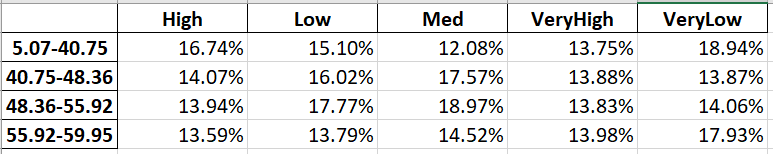 High Low Med VeryHigh VeryLow
5.07-40.75 16.74% 15.10% 12.08% 13.75% 18.94%
40.75-48.36 14.07% 16.02% 17.57% 13.88% 13.87%
48.36-55.92 13.94% 17.77% 18.97% 13.83% 14.06%
55.92-59.95 13.59% 13.79% 14.52% 13.98% 17.93%